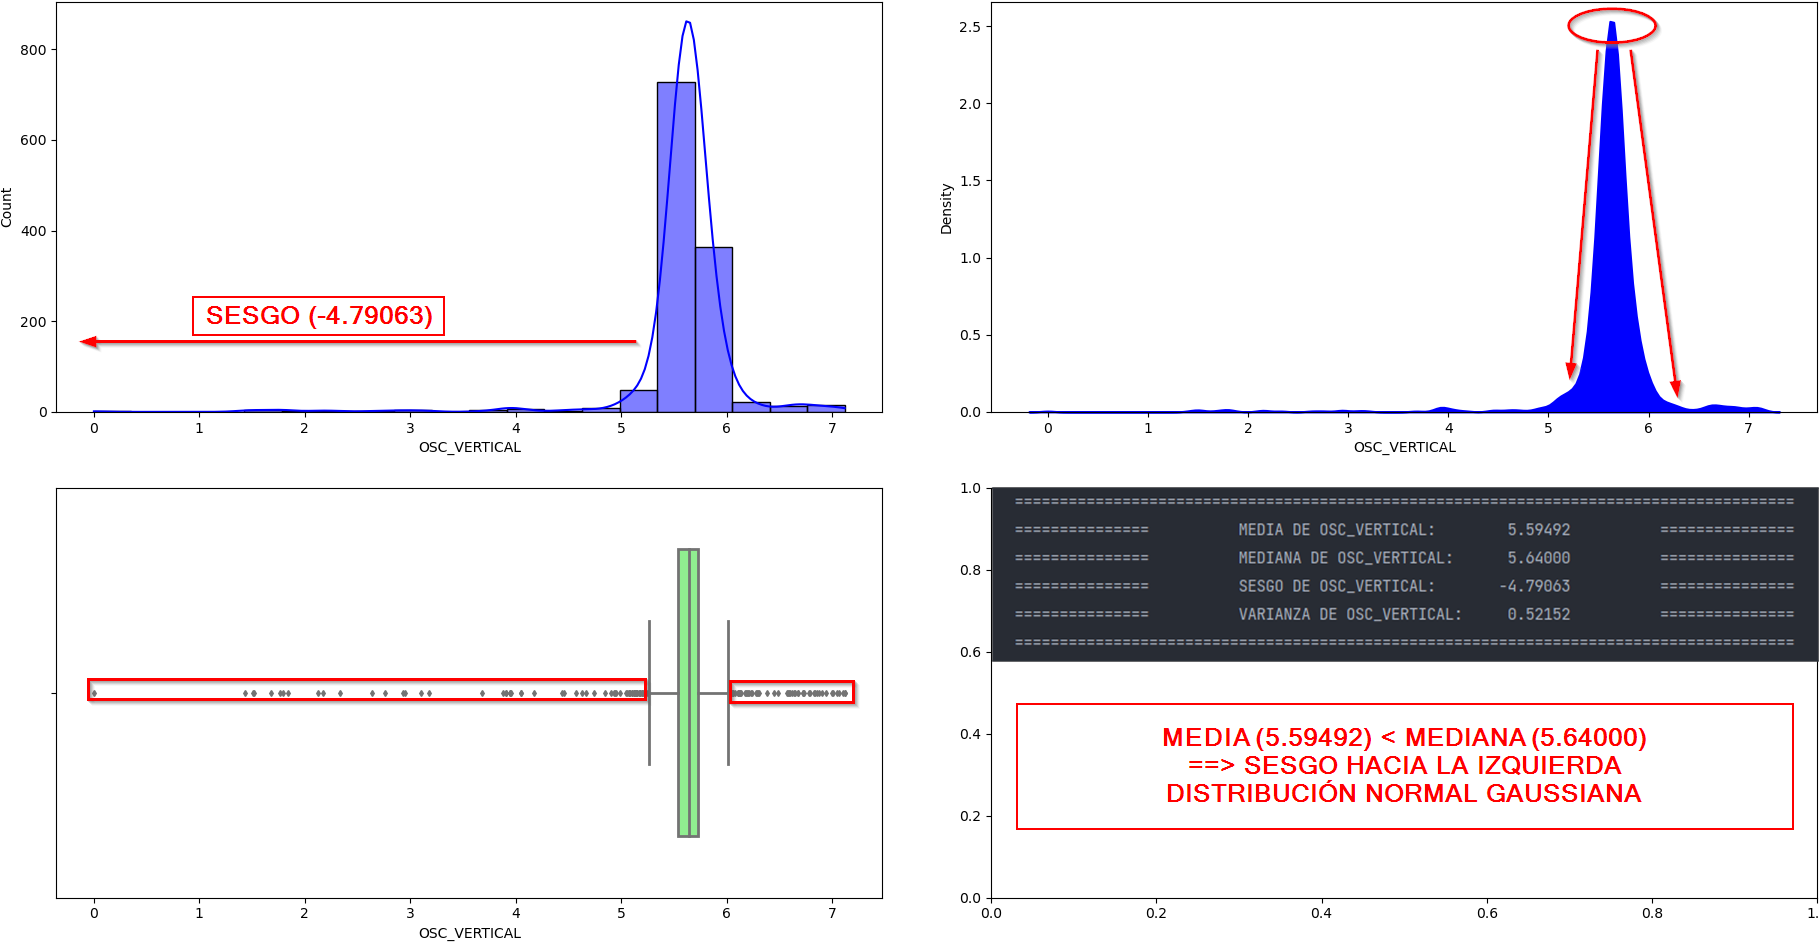 800
600
400
200
0
Count
SESGO (-4.79063)
0 1 2 3 4 5 6 7
OSC_VERTICAL
2.5
2.0
1.5
1.0
0.5
0.0
Density
0 1 2 3 4 5 6 7
OSC_VERTICAL
0 1 2 3 4 5 6 7
OSC_VERTICAL
1.0
0.8
0.6
0.4
0.2
0.0
MEDIA DE OSC_VERTICAL: 5.59492
MEDIANA DE OSC_VERTICAL: 5.64000
SESGO DE OSC_VERTICAL: -4.79063
VARIANZA DE OSC_VERTICAL: 0.52152
MEDIA (5.59492) < MEDIANA (5.64000)
==> SESGO HACIA LA IZQUIERDA
DISTRIBUCIÓN NORMAL GAUSSIANA
0.0 0.2 0.4 0.6 0.8 1.